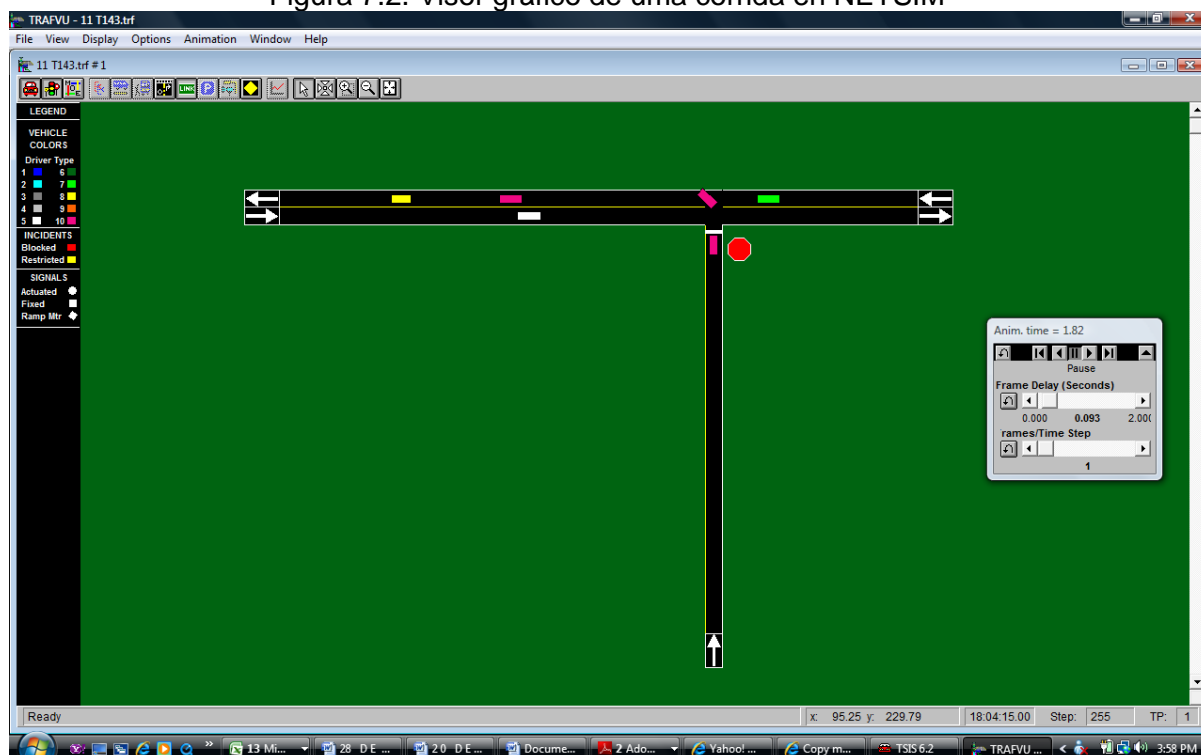 Figura 7.2. Visor gráfico de uma corrida en NETSIM
TRAFVU - 11 T143.trf
File View Display Options Animation Window Help
11 T143.trf # 1
LINK P
LEGEND
VEHICLE
COLORS
Driver Type
1 6
2 7
3 8
4 9
5 10
INCIDENTS
Blocked
Restricted
SIGNALS
Actuated
Fixed
Ramp Mtr
Anim. time = 1.82
Pause
Frame Delay (Seconds)
0.000 0.093 2.00
rames/Time Step
1
Ready x: 95.25 y: 229.79 18:04:15.00 Step: 255 TP: 1
13 Mi... 28 D E ... 2 0 D E ... Docume... 2 Ado... Yahoo! ... Copy m... TSIS 6.2 TRAFVU ... 3:58 PM